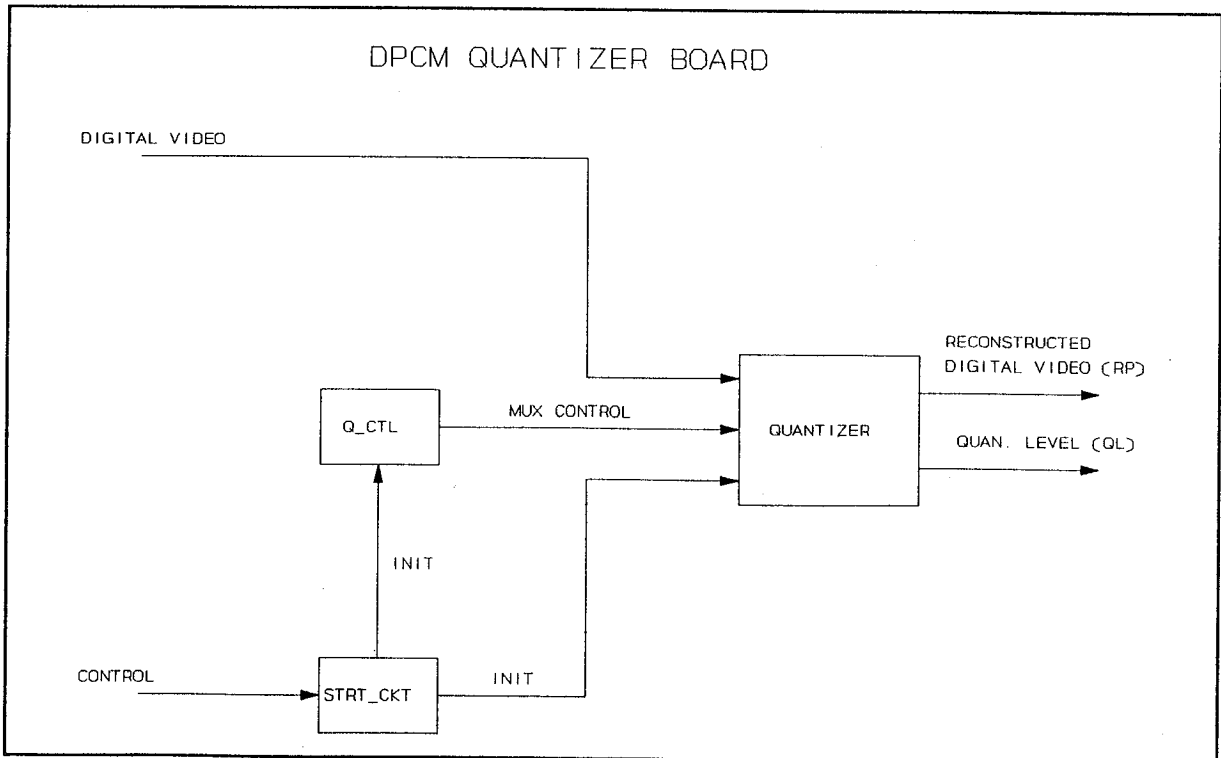 DPCM QUANTIZER BOARD
DIGITAL VIDEO
RECONSTRUCTED
DIGITAL VIDEO (RP)
Q_CTL
MUX CONTROL
QUANTIZER
QUAN. LEVEL (QL)
INIT
CONTROL
STRT_CKT
INIT